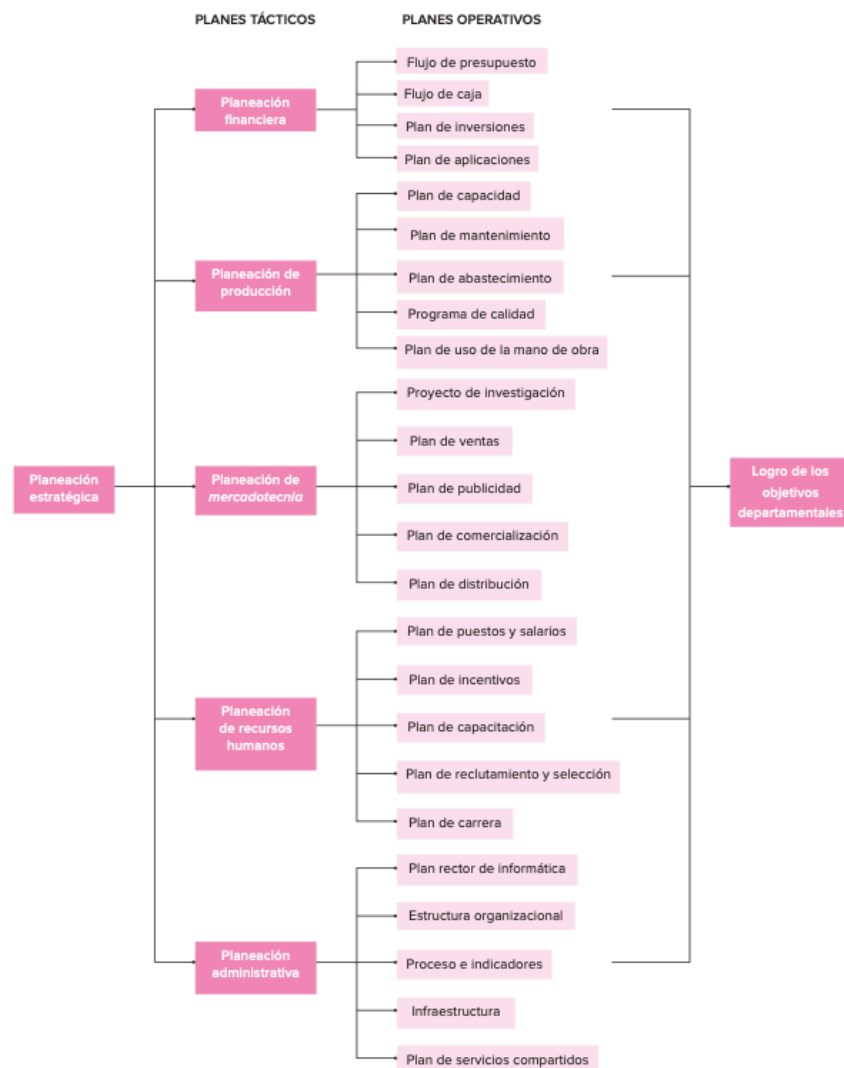 PLANES TÁCTICOS
PLANES OPERATIVOS
Planeación
financiera
Flujo de presupuesto
Flujo de caja
Plan de inversiones
Plan de aplicaciones
Planeación de
producción
Plan de capacidad
Plan de mantenimiento
Plan de abastecimiento
Programa de calidad
Plan de uso de la mano de obra
Planeación
estratégica
Planeación de
mercadotecnia
Proyecto de investigación
Plan de ventas
Plan de publicidad
Plan de comercialización
Plan de distribución
Planeación
de recursos
humanos
Plan de puestos y salarios
Plan de incentivos
Plan de capacitación
Plan de reclutamiento y selección
Plan de carrera
Planeación
administrativa
Plan rector de informática
Estructura organizacional
Proceso e indicadores
Infraestructura
Plan de servicios compartidos
Logro de los
objetivos
departamentales